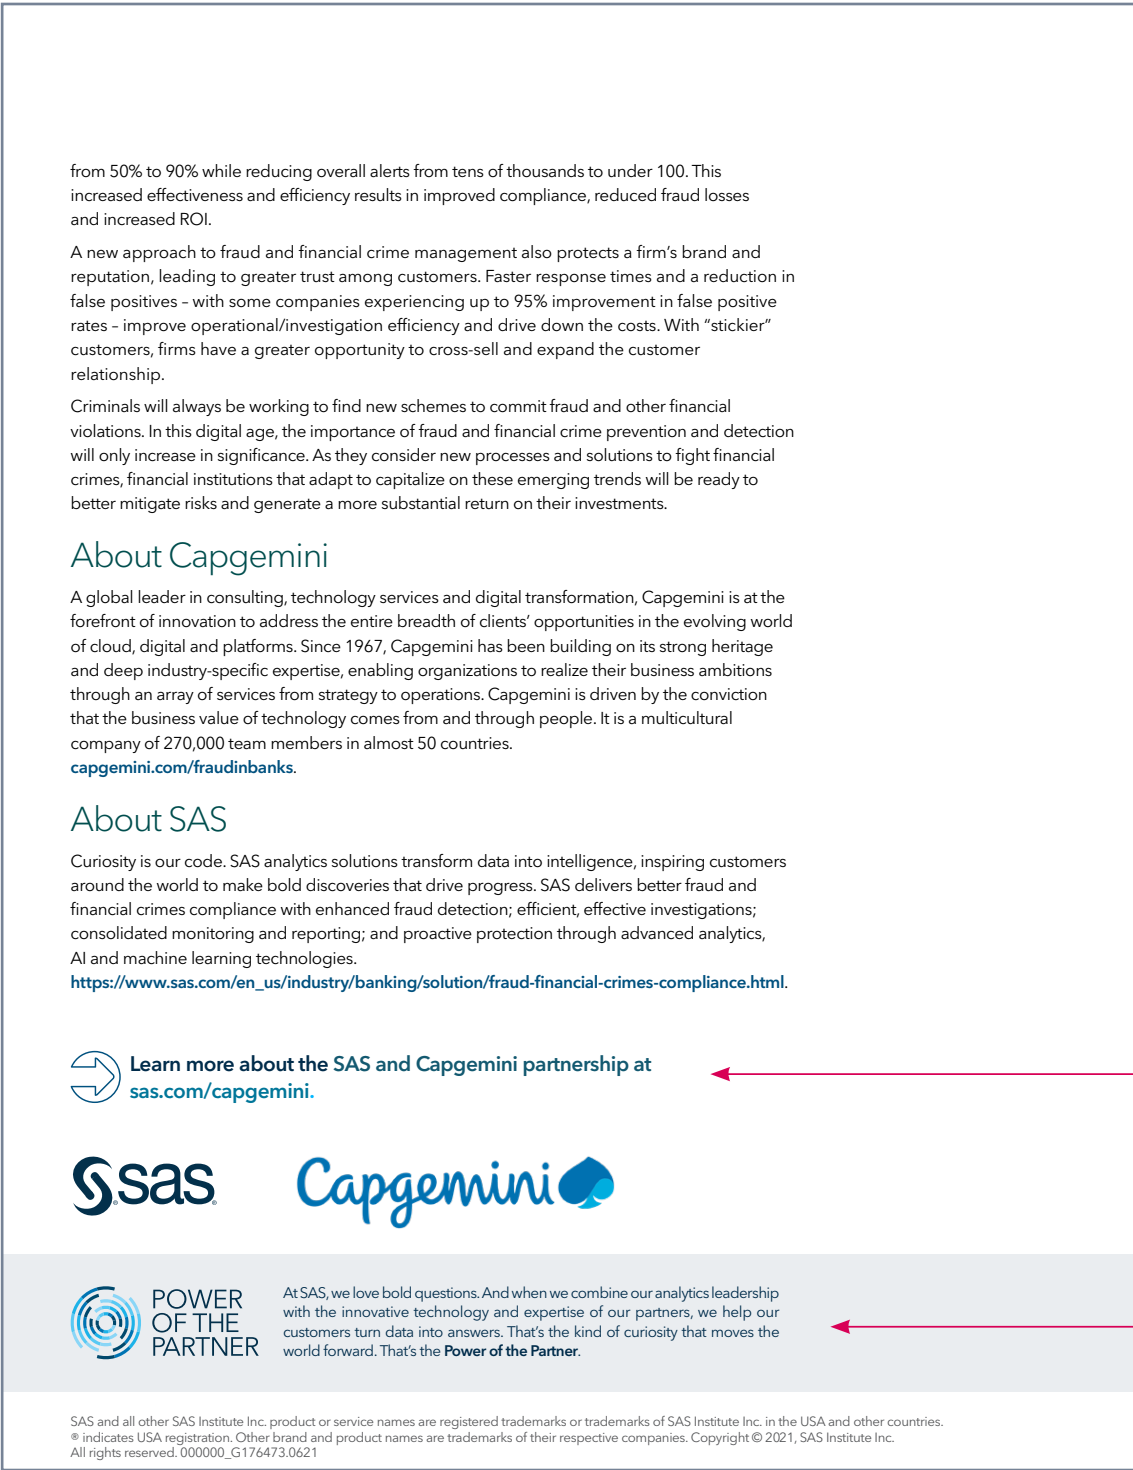 from 50% to 90% while reducing overall alerts from tens of thousands to under 100. This
increased effectiveness and efficiency results in improved compliance, reduced fraud losses
and increased ROI.
A new approach to fraud and financial crime management also protects a firm's brand and
reputation, leading to greater trust among customers. Faster response times and a reduction in
false positives – with some companies experiencing up to 95% improvement in false positive
rates – improve operational/investigation efficiency and drive down the costs. With “stickier”
customers, firms have a greater opportunity to cross-sell and expand the customer
relationship.
Criminals will always be working to find new schemes to commit fraud and other financial
violations. In this digital age, the importance of fraud and financial crime prevention and detection
will only increase in significance. As they consider new processes and solutions to fight financial
crimes, financial institutions that adapt to capitalize on these emerging trends will be ready to
better mitigate risks and generate a more substantial return on their investments.
About Capgemini
A global leader in consulting, technology services and digital transformation, Capgemini is at the
forefront of innovation to address the entire breadth of clients’ opportunities in the evolving world
of cloud, digital and platforms. Since 1967, Capgemini has been building on its strong heritage
and deep industry-specific expertise, enabling organizations to realize their business ambitions
through an array of services from strategy to operations. Capgemini is driven by the conviction
that the business value of technology comes from and through people. It is a multicultural
company of 270,000 team members in almost 50 countries.
capgemini.com/fraudinbanks.
About SAS
Curiosity is our code. SAS analytics solutions transform data into intelligence, inspiring customers
around the world to make bold discoveries that drive progress. SAS delivers better fraud and
financial crimes compliance with enhanced fraud detection; efficient, effective investigations;
consolidated monitoring and reporting; and proactive protection through advanced analytics,
AI and machine learning technologies.
https://www.sas.com/en_us/industry/banking/solution/fraud-financial-crimes-compliance.html.
Learn more about the SAS and Capgemini partnership at
sas.com/capgemini.
sas
Capgemini
POWER
OF THE
PARTNER
At SAS, we love bold questions. And when we combine our analytics leadership
with the innovative technology and expertise of our partners, we help our
customers turn data into answers. That’s the kind of curiosity that moves the
world forward. That’s the Power of the Partner.
SAS and all other SAS Institute Inc. product or service names are registered trademarks or trademarks of SAS Institute Inc. in the USA and other countries.
® indicates USA registration. Other brand and product names are trademarks of their respective companies. Copyright © 2021, SAS Institute Inc.
All rights reserved. 000000_G176473.0621